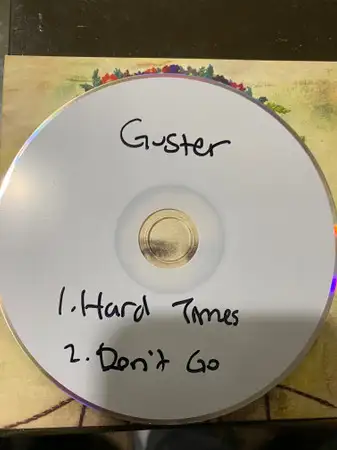 Guster
1. Hard Times
2. Don't Go